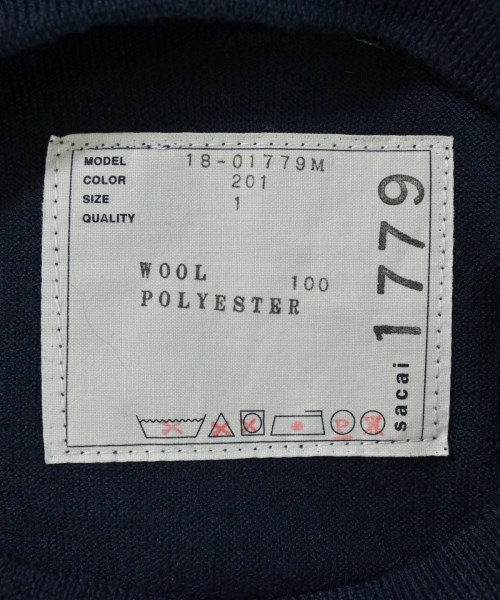 MODEL 18-01779M
COLOR 201
SIZE 1
QUALITY
WOOL 100
POLYESTER
P
sacai 1779